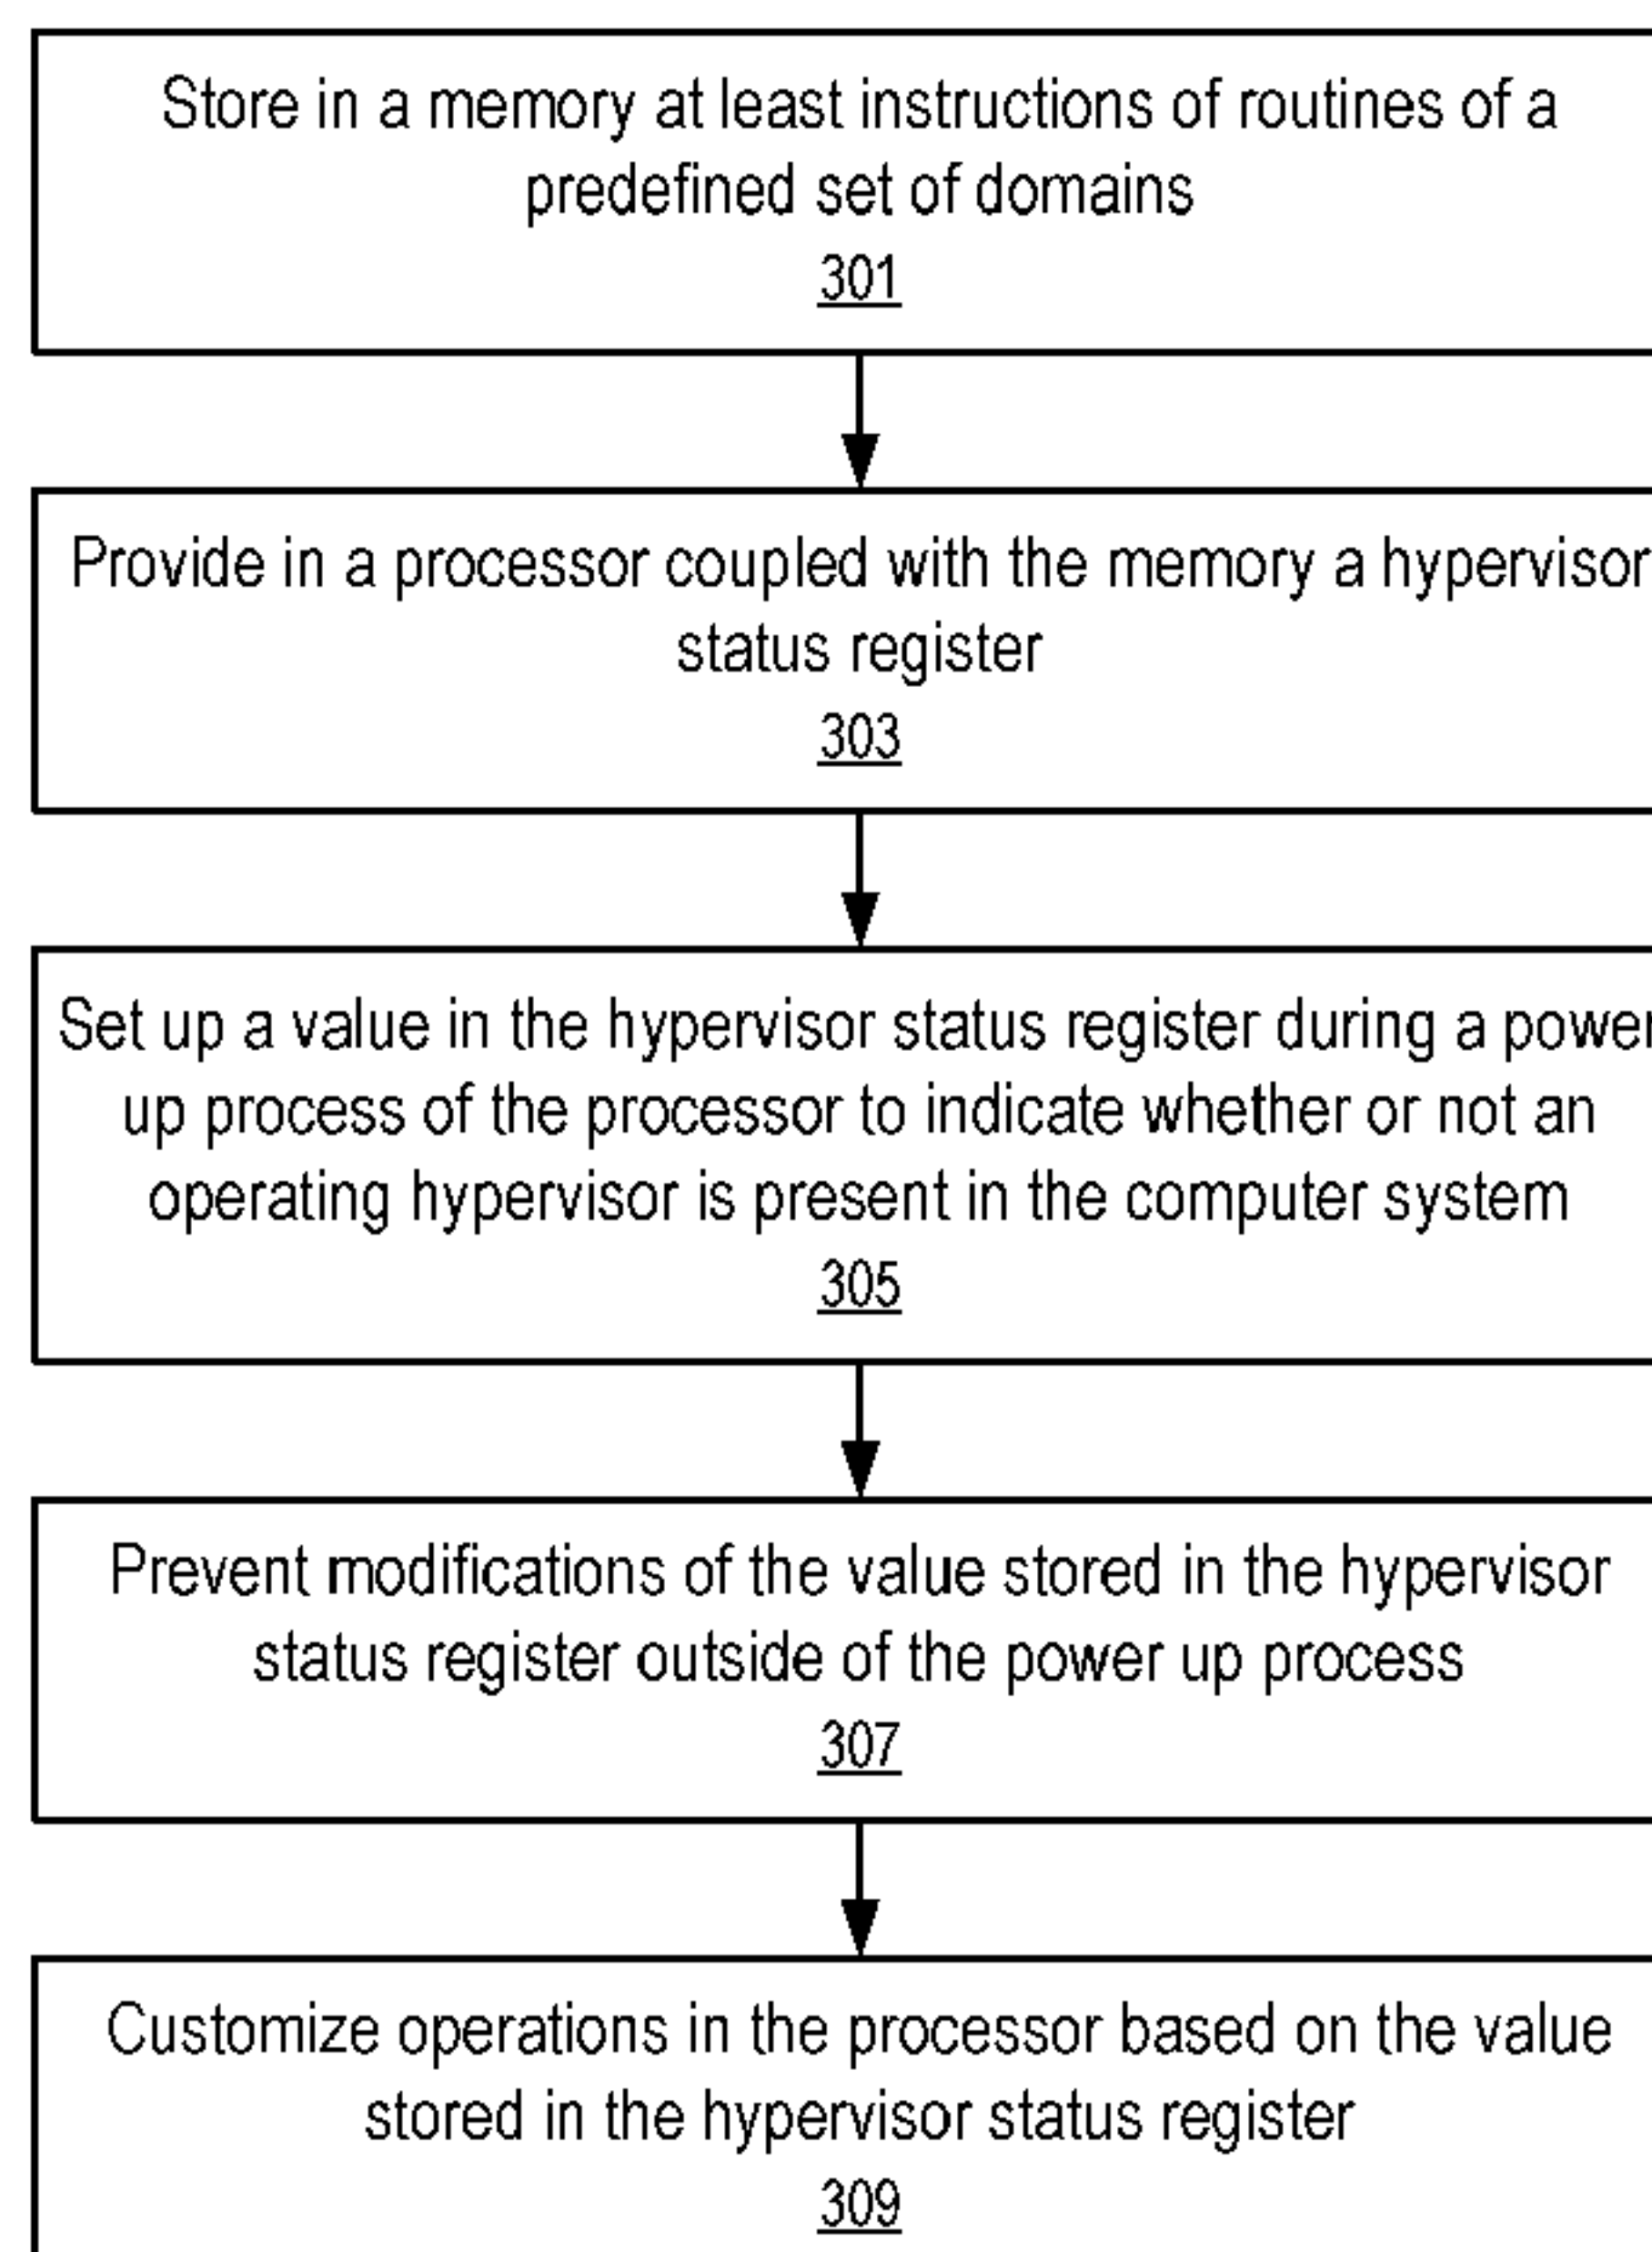 Store in a memory at least instructions of routines of a
predefined set of domains
301
Provide in a processor coupled with the memory a hypervisor
status register
303
Set up a value in the hypervisor status register during a power
up process of the processor to indicate whether or not an
operating hypervisor is present in the computer system
305
Prevent modifications of the value stored in the hypervisor
status register outside of the power up process
307
Customize operations in the processor based on the value
stored in the hypervisor status register
309